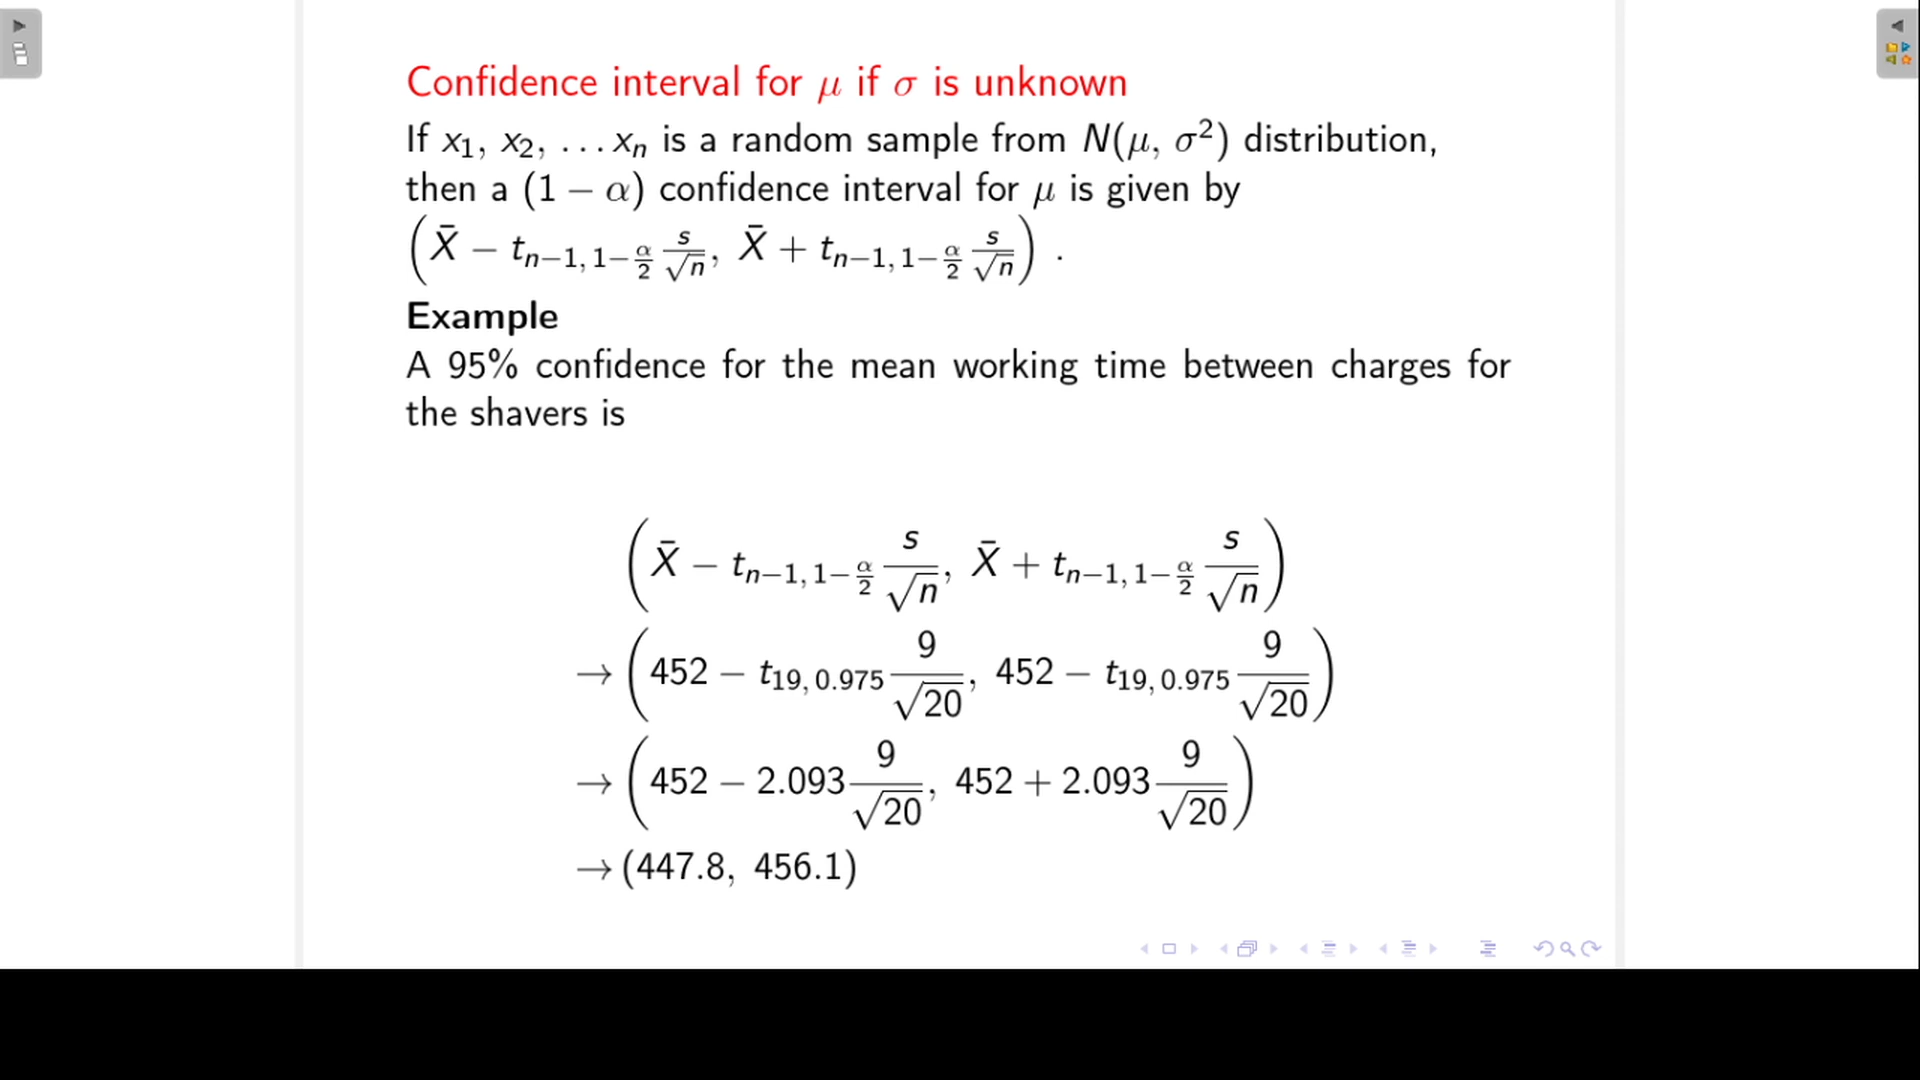 Confidence interval for μ if σ is unknown
If x₁, x₂, …xₙ is a random sample from N(μ, σ²) distribution,
then a (1 − α) confidence interval for μ is given by
(X̄ − t_{n−1, 1−α/2} s/√n, X̄ + t_{n−1, 1−α/2} s/√n) .
Example
A 95% confidence for the mean working time between charges for
the shavers is
(X̄ − t_{n−1, 1−α/2} s/√n, X̄ + t_{n−1, 1−α/2} s/√n)
→ (452 − t_{19, 0.975} 9/√20, 452 − t_{19, 0.975} 9/√20)
→ (452 − 2.093 9/√20, 452 + 2.093 9/√20)
→ (447.8, 456.1)